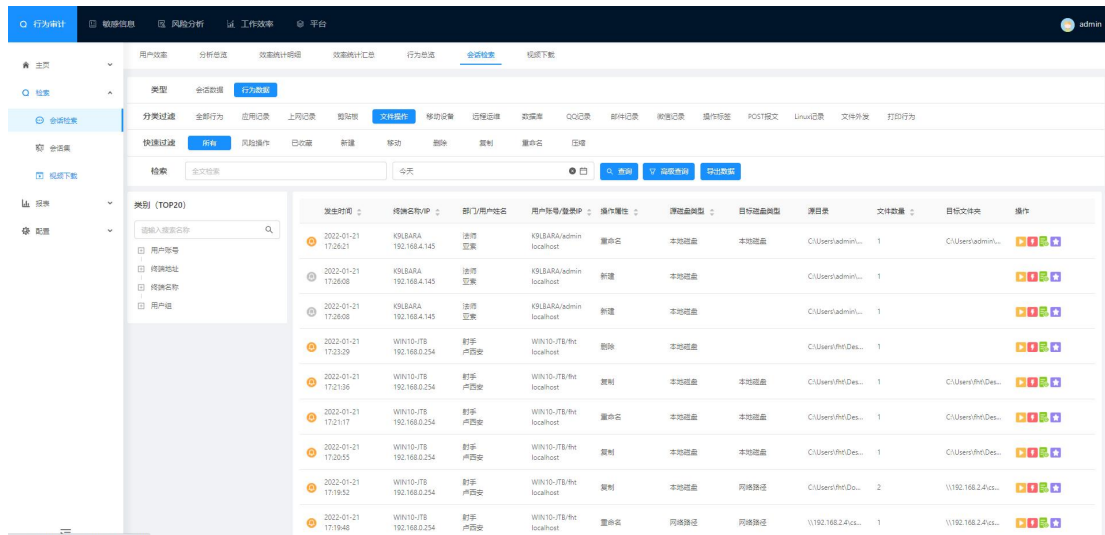 行为审计 敏感信息 风险分析 工作效率 平台 admin
主页
检索
会话检索
会话集
视频下载
报表
配置
用户效率 分析总览 效率统计明细 效率统计汇总 行为总览 会话检索 视频下载
类型 会话数据 行为数据
分类过滤 全部行为 应用记录 上网记录 剪贴板 文件操作 移动设备 远程运维 数据库 QQ记录 邮件记录 微信记录 操作标签 POST报文 Linux记录 文件外发 打印行为
快速过滤 所有 风险操作 已收藏 新建 移动 删除 复制 重命名 压缩
检索 全文检索 今天 查询 高级查询 导出数据
类别（TOP20）
请输入搜索名称
用户账号
终端地址
终端名称
用户组
发生时间 终端名称/IP 部门/用户姓名 用户账号/登录IP 操作属性 源磁盘类型 目标磁盘类型 源目录 文件数量 目标文件夹 操作
2022-01-21 K9LBARA 法师 K9LBARA/admin
17:26:21 192.168.4.145 亚索 localhost 重命名 本地磁盘 本地磁盘 C:\Users\admin\... 1 C:\Users\admin\...
2022-01-21 K9LBARA 法师 K9LBARA/admin
17:26:08 192.168.4.145 亚索 localhost 新建 本地磁盘 C:\Users\admin\... 1
2022-01-21 K9LBARA 法师 K9LBARA/admin
17:26:08 192.168.4.145 亚索 localhost 新建 本地磁盘 C:\Users\admin\... 1
2022-01-21 WIN10-JTB 射手 WIN10-JTB/fht
17:23:29 192.168.0.254 卢西安 localhost 删除 本地磁盘 C:\Users\fht\Des... 1
2022-01-21 WIN10-JTB 射手 WIN10-JTB/fht
17:21:36 192.168.0.254 卢西安 localhost 复制 本地磁盘 本地磁盘 C:\Users\fht\Des... 1 C:\Users\fht\Des...
2022-01-21 WIN10-JTB 射手 WIN10-JTB/fht
17:21:17 192.168.0.254 卢西安 localhost 重命名 本地磁盘 本地磁盘 C:\Users\fht\Des... 1 C:\Users\fht\Des...
2022-01-21 WIN10-JTB 射手 WIN10-JTB/fht
17:20:55 192.168.0.254 卢西安 localhost 复制 本地磁盘 本地磁盘 C:\Users\fht\Des... 1 C:\Users\fht\Des...
2022-01-21 WIN10-JTB 射手 WIN10-JTB/fht
17:19:52 192.168.0.254 卢西安 localhost 复制 本地磁盘 网络路径 C:\Users\fht\Do... 2 \\192.168.2.4\cs...
2022-01-21 WIN10-JTB 射手 WIN10-JTB/fht
17:19:48 192.168.0.254 卢西安 localhost 重命名 网络路径 网络路径 \\192.168.2.4\cs... 1 \\192.168.2.4\cs...